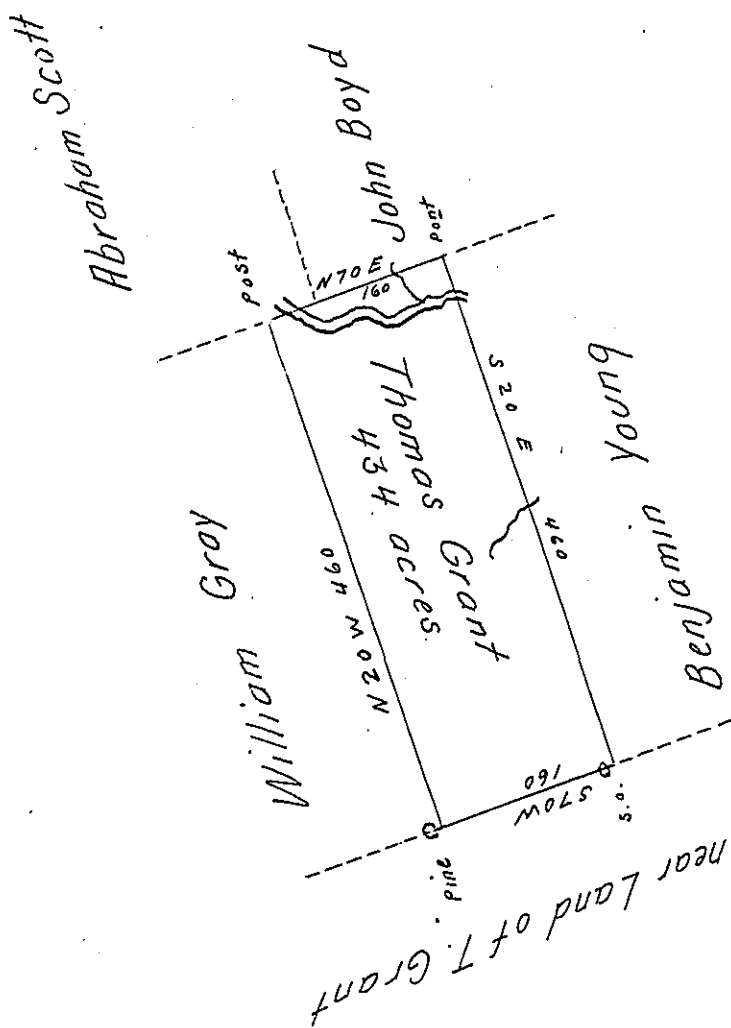 Abraham Scott
John Boyd
post
N70E
160
post
William Gray
N20W 460
Thomas Grant
434 acres.
S 20 E
460
Benjamin Young
pine
S70W
160
s.o.
near Land of T. Grant